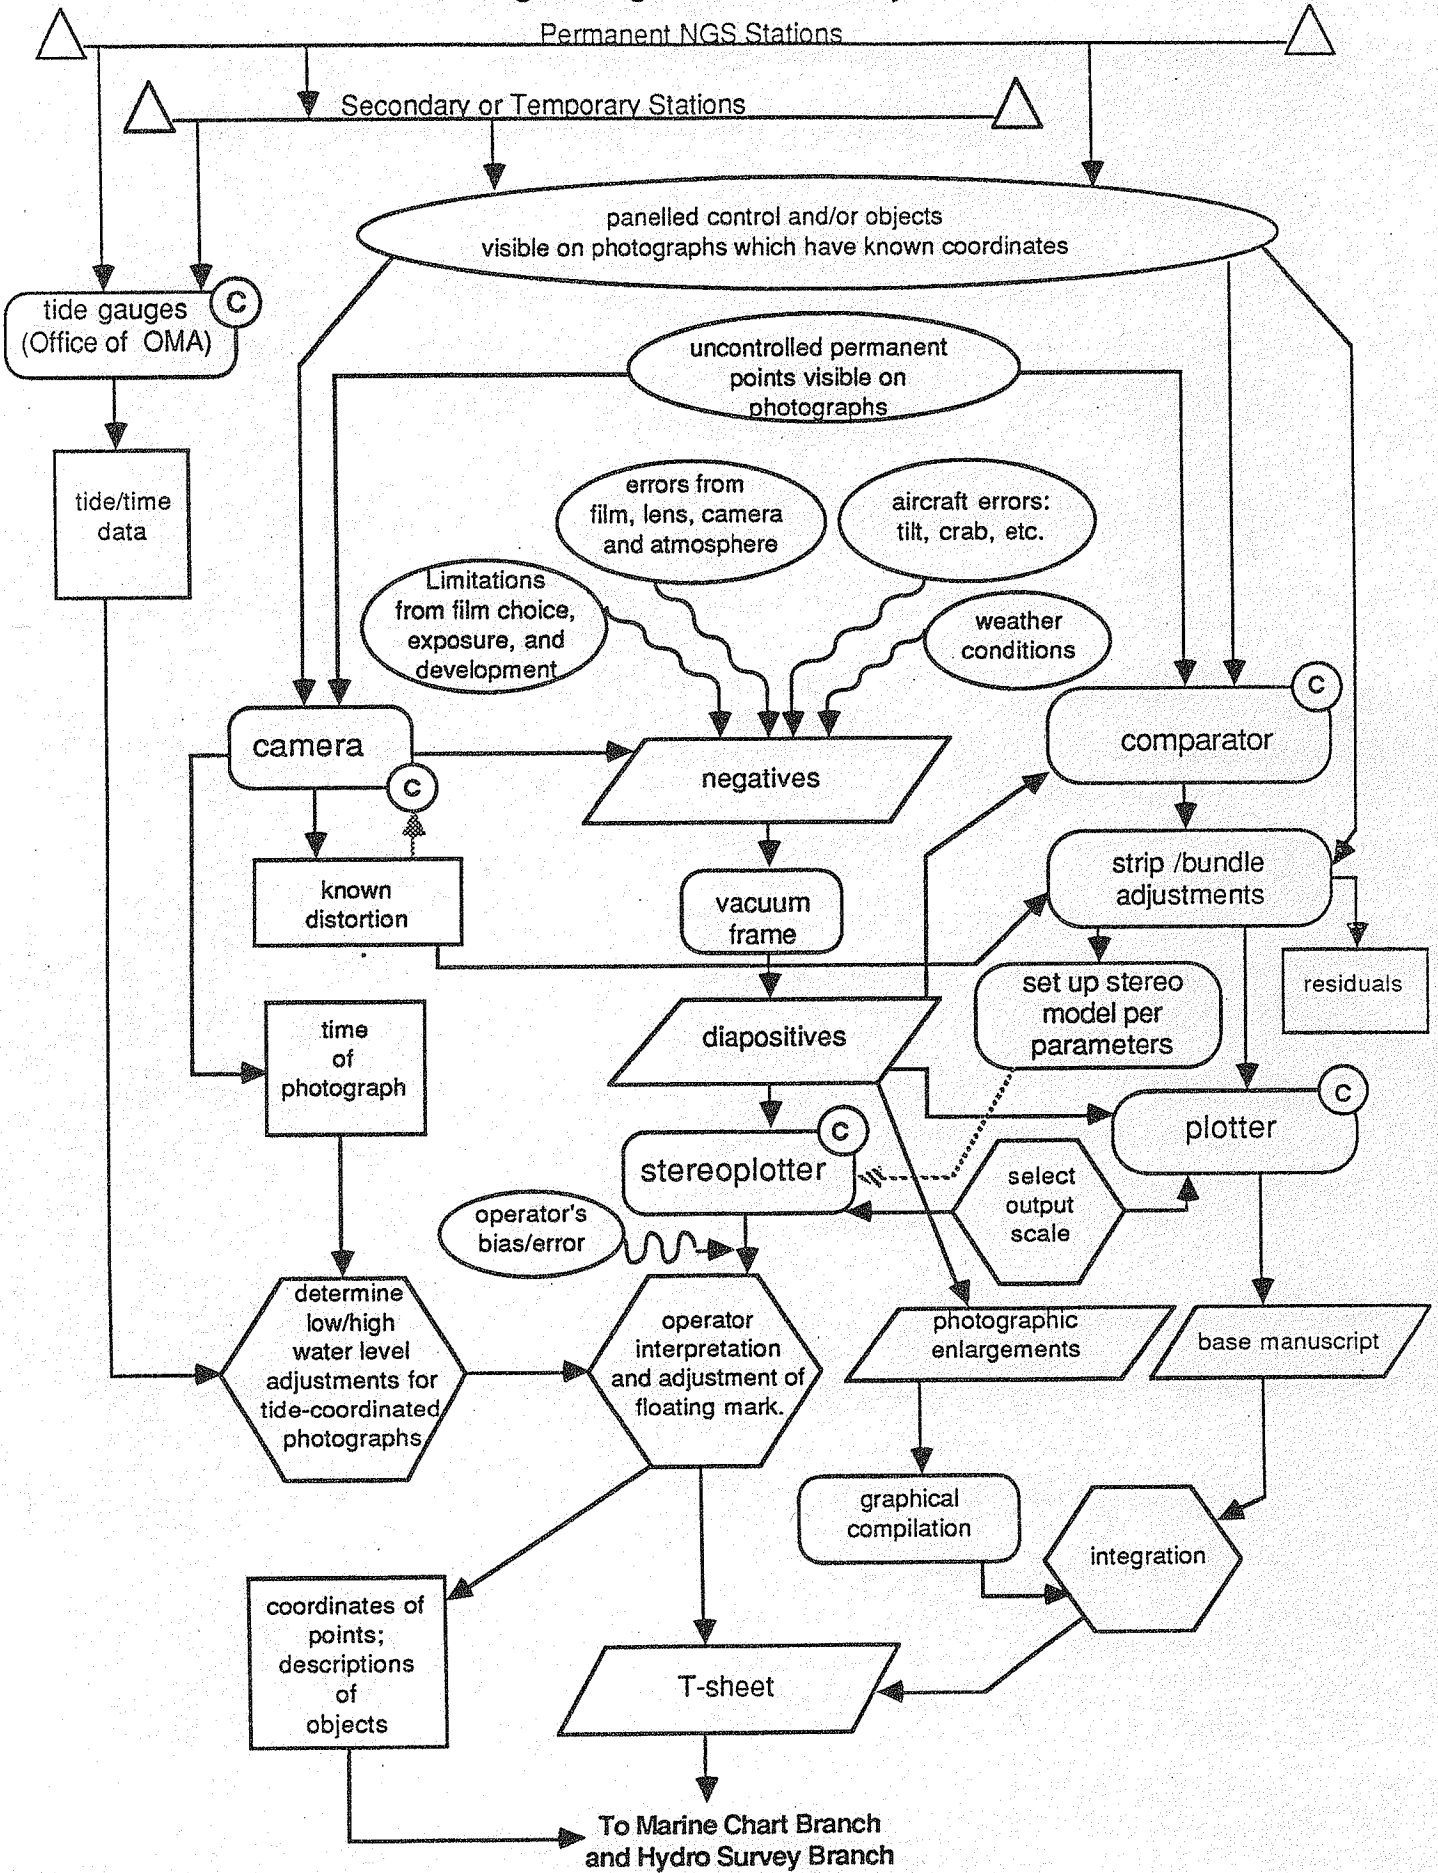 Permanent NGS Stations
Secondary or Temporary Stations
panelled control and/or objects
visible on photographs which have known coordinates
C
tide gauges
(Office of OMA)
uncontrolled permanent
points visible on
photographs
errors from
film, lens, camera
and atmosphere
aircraft errors:
tilt, crab, etc.
tide/time
data
Limitations
from film choice,
exposure, and
development
weather
conditions
C
camera
C
negatives
comparator
known
distortion
vacuum
frame
strip /bundle
adjustments
set up stereo
model per
parameters
residuals
time
of
photograph
diapositives
C
stereoplotter
C
plotter
select
output
scale
operator's
bias/error
determine
low/high
water level
adjustments for
tide-coordinated
photographs
operator
interpretation
and adjustment of
floating mark.
photographic
enlargements
base manuscript
graphical
compilation
integration
coordinates of
points;
descriptions
of
objects
T-sheet
To Marine Chart Branch
and Hydro Survey Branch